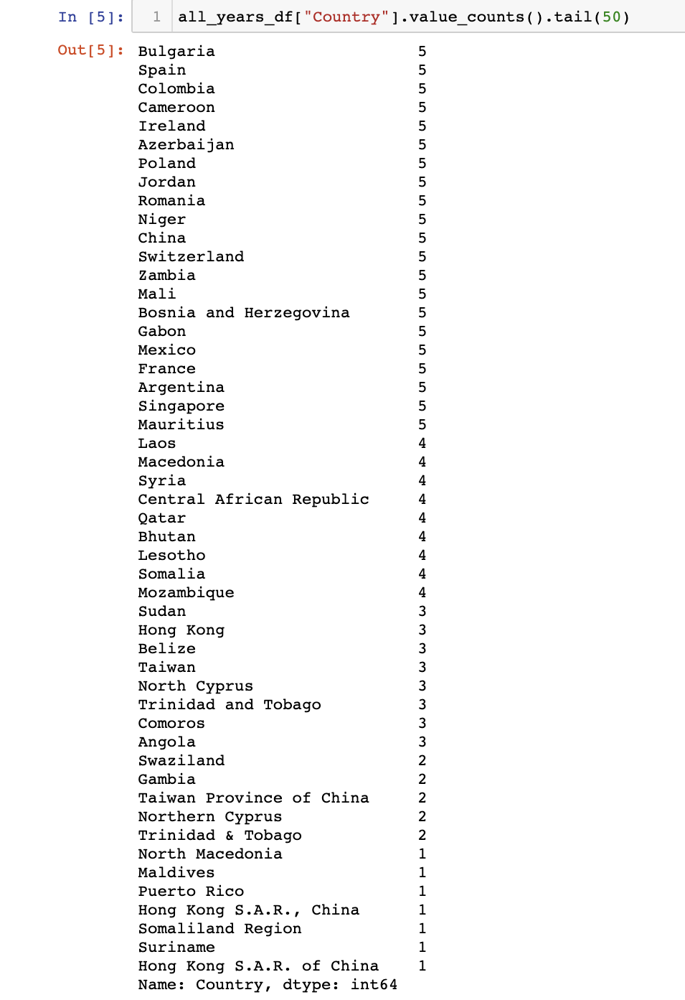 In [5]: 1 all_years_df["Country"].value_counts().tail(50)
Out[5]: Bulgaria 5
Spain 5
Colombia 5
Cameroon 5
Ireland 5
Azerbaijan 5
Poland 5
Jordan 5
Romania 5
Niger 5
China 5
Switzerland 5
Zambia 5
Mali 5
Bosnia and Herzegovina 5
Gabon 5
Mexico 5
France 5
Argentina 5
Singapore 5
Mauritius 5
Laos 4
Macedonia 4
Syria 4
Central African Republic 4
Qatar 4
Bhutan 4
Lesotho 4
Somalia 4
Mozambique 4
Sudan 3
Hong Kong 3
Belize 3
Taiwan 3
North Cyprus 3
Trinidad and Tobago 3
Comoros 3
Angola 3
Swaziland 2
Gambia 2
Taiwan Province of China 2
Northern Cyprus 2
Trinidad & Tobago 2
North Macedonia 1
Maldives 1
Puerto Rico 1
Hong Kong S.A.R., China 1
Somaliland Region 1
Suriname 1
Hong Kong S.A.R. of China 1
Name: Country, dtype: int64